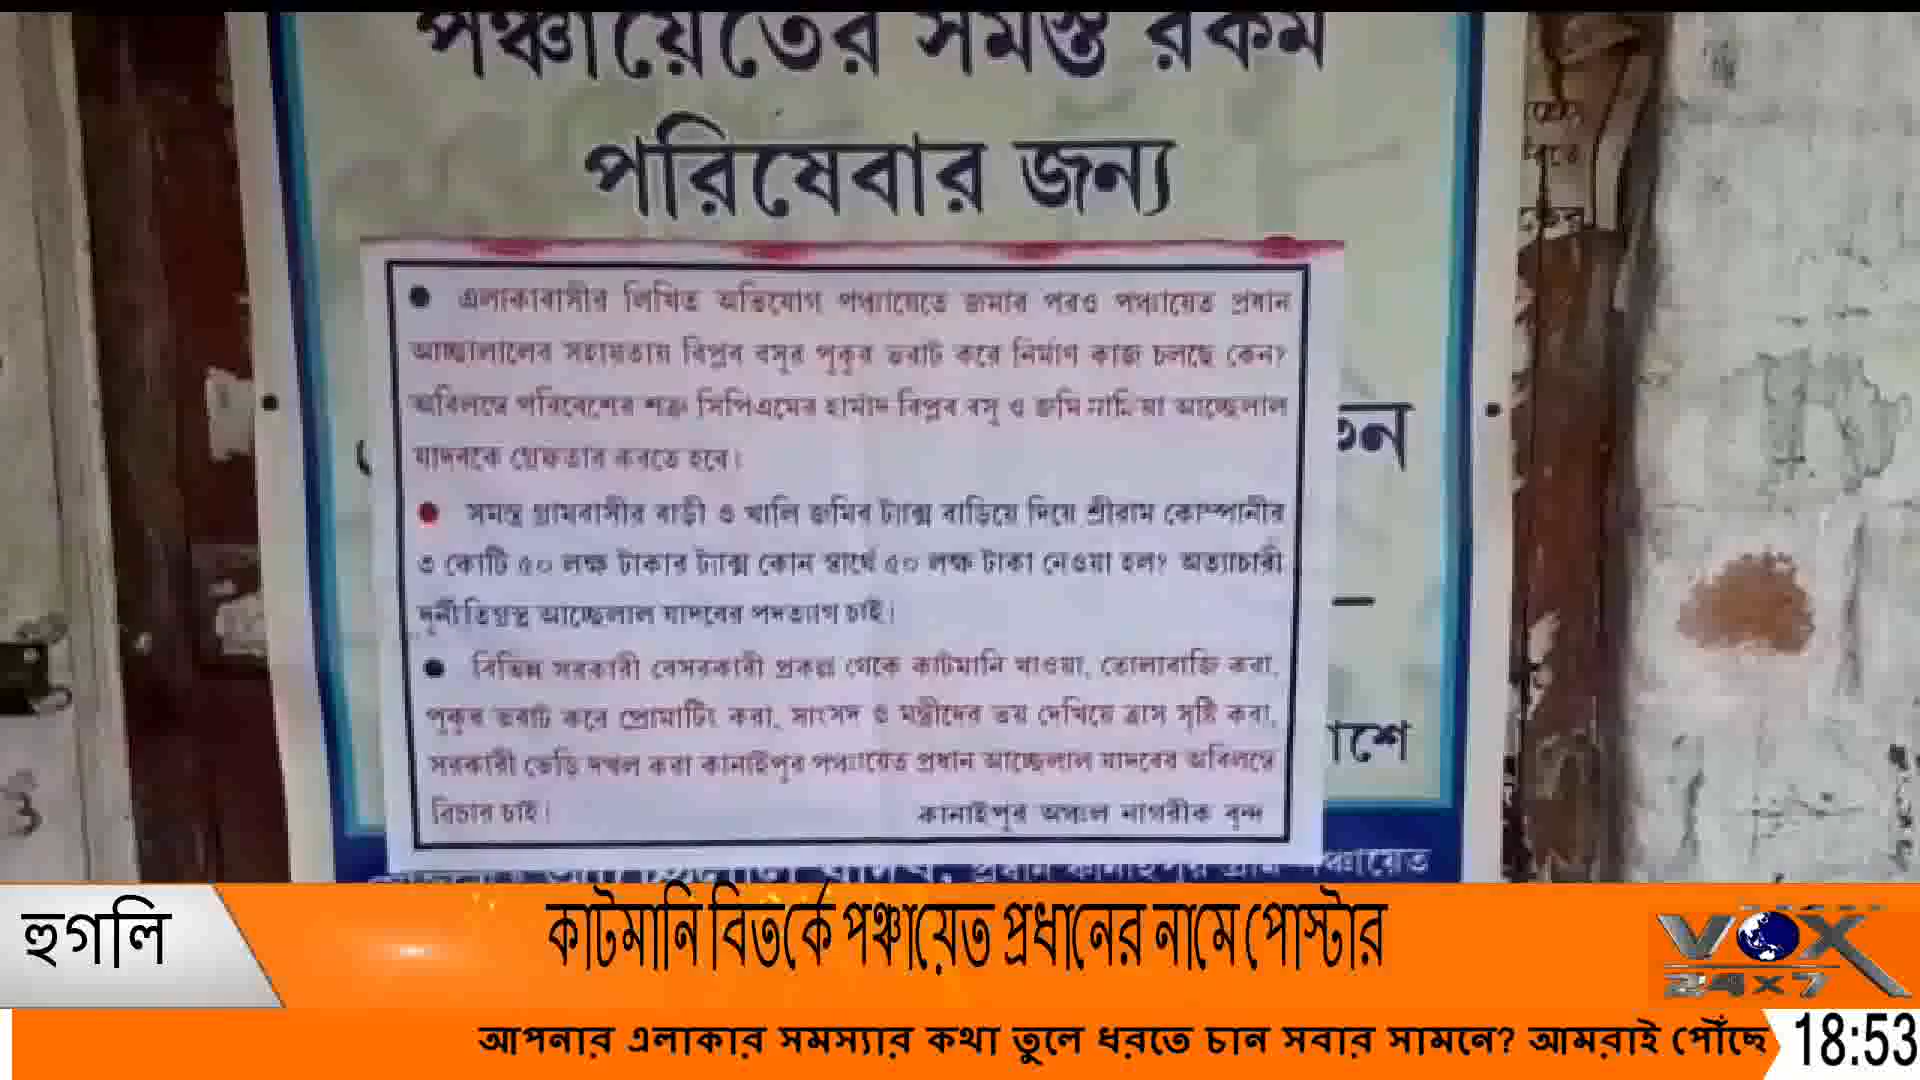 পঞ্চায়েতের সমস্ত রকম
পরিষেবার জন্য
● এলাকাবাসীর লিখিত অভিযোগ পঞ্চায়েতে জমার পরও পঞ্চায়েত প্রধান
আচ্ছালালের সহায়তায় বিপ্লব বসুর পুকুর ভরাট করে নির্মাণ কাজ চলছে কেন?
অবিলম্বে পরিবেশের শত্রু সিপিএমের হার্মাদ বিপ্লব বসু ও জমি মাফিয়া আচ্ছেলাল
যাদবকে গ্রেফতার করতে হবে।
● সমস্ত গ্রামবাসীর বাড়ী ও খালি জমির ট্যাক্স বাড়িয়ে দিয়ে শ্রীরাম কোম্পানীর
৩ কোটি ৫০ লক্ষ টাকার ট্যাক্স কোন স্বার্থে ৫০ লক্ষ টাকা নেওয়া হল? অত্যাচারী
দূর্নীতিগ্রস্থ আচ্ছেলাল যাদবের পদত্যাগ চাই।
● বিভিন্ন সরকারী বেসরকারী প্রকল্প থেকে কাটমানি খাওয়া, তোলাবাজি করা,
পুকুর ভরাট করে প্রোমোটিং করা, সাংসদ ও মন্ত্রীদের ভয় দেখিয়ে ত্রাস সৃষ্টি করা,
সরকারী ভেড়ি দখল করা কানাইপুর পঞ্চায়েত প্রধান আচ্ছেলাল যাদবের অবিলম্বে
বিচার চাই।
কানাইপুর অঞ্চল নাগরীক বৃন্দ
প্রধান কানাইপুর গ্রাম পঞ্চায়েত
হুগলি
কাটমানি বিতর্কে পঞ্চায়েত প্রধানের নামে পোস্টার
VOX
24x7
আপনার এলাকার সমস্যার কথা তুলে ধরতে চান সবার সামনে? আমরাই পৌঁছে
18:53